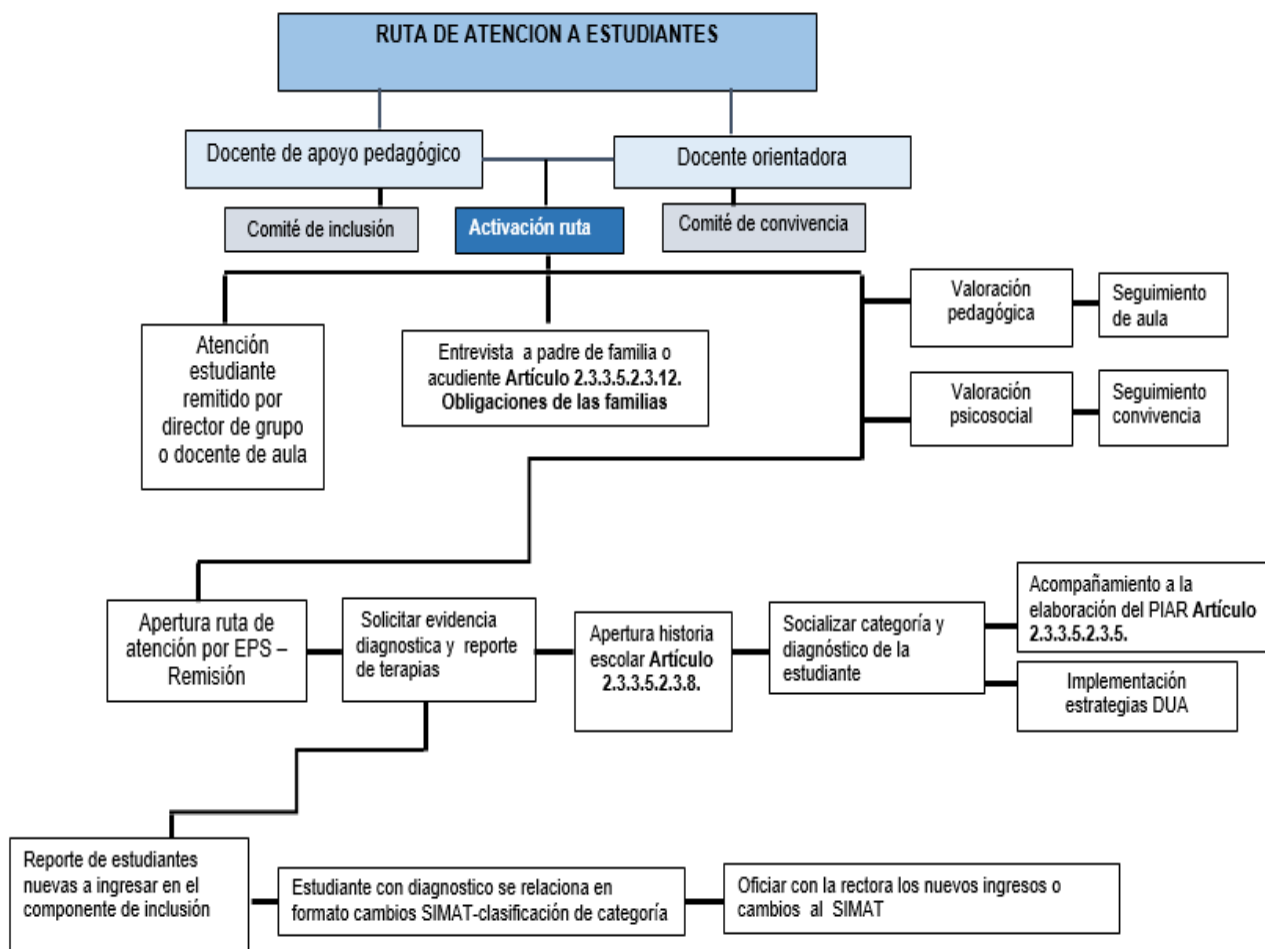 RUTA DE ATENCION A ESTUDIANTES
Docente de apoyo pedagógico
Docente orientadora
Comité de inclusión
Activación ruta
Comité de convivencia
Atención
estudiante
remitido por
director de grupo
o docente de aula
Entrevista a padre de familia o
acudiente Artículo 2.3.3.5.2.3.12.
Obligaciones de las familias
Valoración
pedagógica
Seguimiento
de aula
Valoración
psicosocial
Seguimiento
convivencia
Apertura ruta de
atención por EPS –
Remisión
Solicitar evidencia
diagnostica y reporte
de terapias
Apertura historia
escolar Artículo
2.3.3.5.2.3.8.
Socializar categoría y
diagnóstico de la
estudiante
Acompañamiento a la
elaboración del PIAR Artículo
2.3.3.5.2.3.5.
Implementación
estrategias DUA
Reporte de estudiantes
nuevas a ingresar en el
componente de inclusión
Estudiante con diagnostico se relaciona en
formato cambios SIMAT-clasificación de categoría
Oficiar con la rectora los nuevos ingresos o
cambios al SIMAT